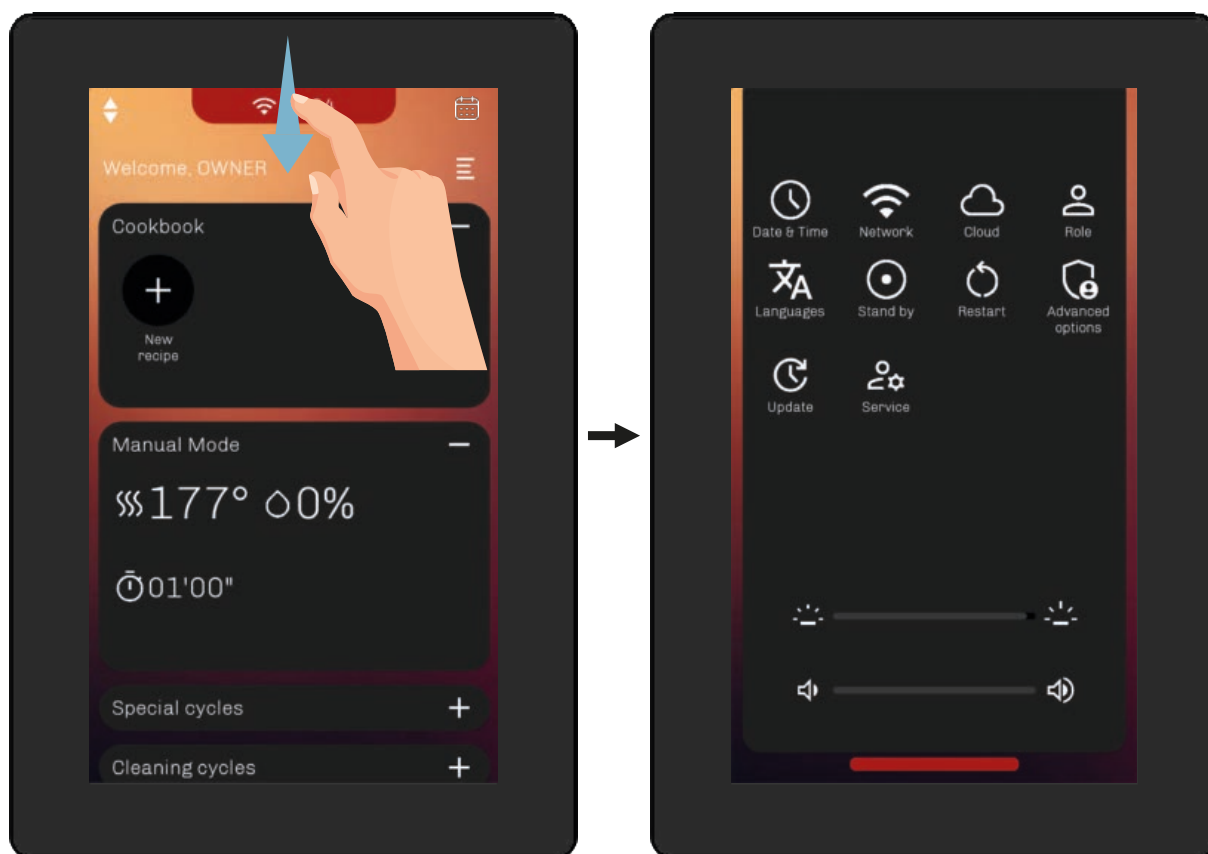 Welcome, OWNER
Cookbook
New
recipe
Manual Mode
177° 0%
01'00"
Special cycles
Cleaning cycles
Date & Time
Network
Cloud
Role
Languages
Stand by
Restart
Advanced
options
Update
Service